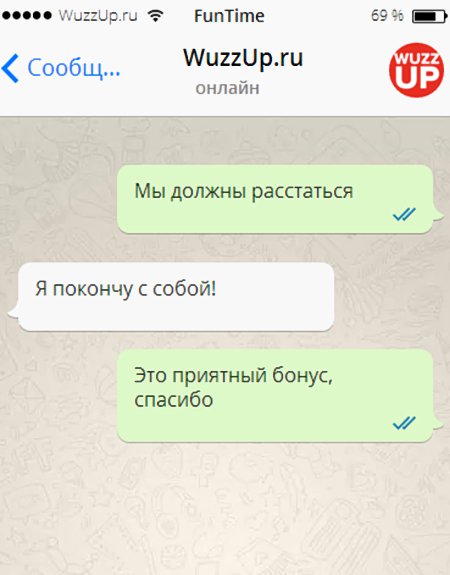 WuzzUp.ru FunTime 69 %
Сообщ... WuzzUp.ru WUZZ
онлайн UP
Мы должны расстаться
Я покончу с собой!
Это приятный бонус,
спасибо